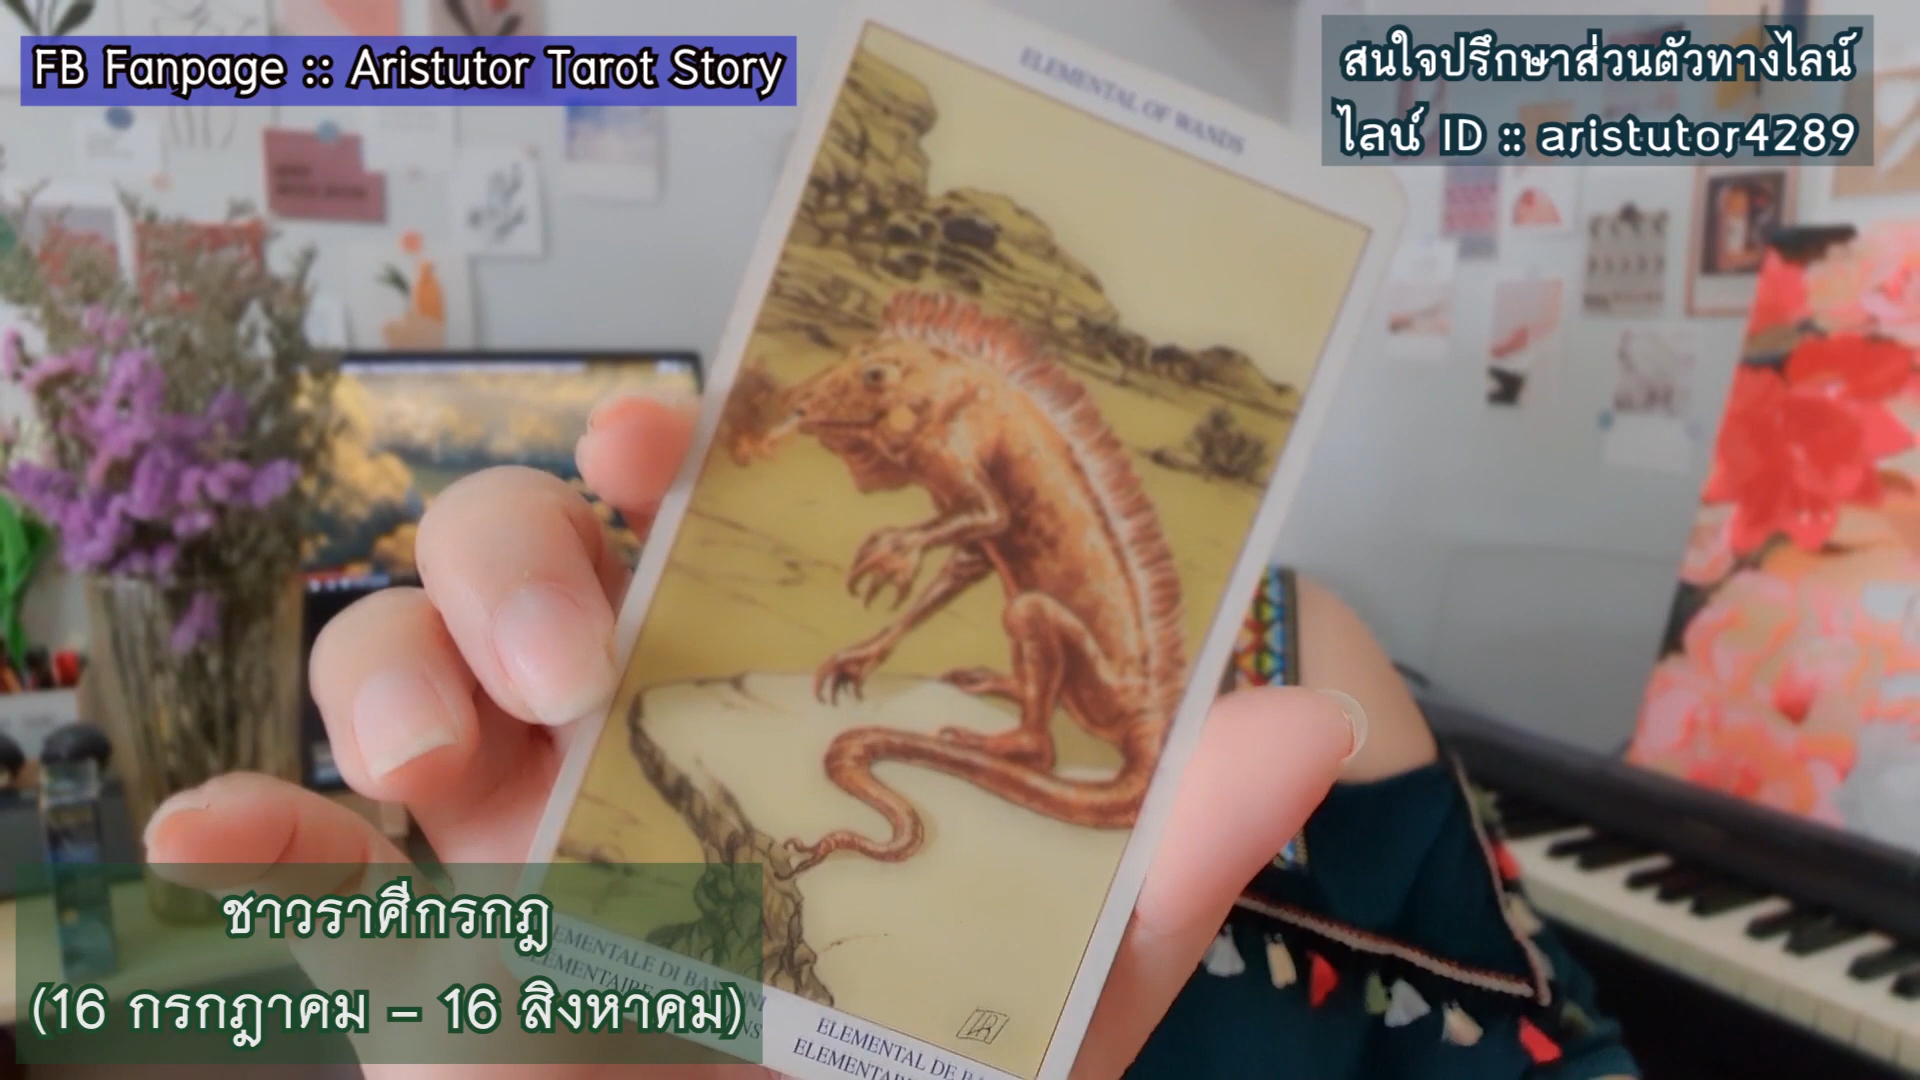 FB Fanpage :: Aristutor Tarot Story
สนใจปรึกษาส่วนตัวทางไลน์
ไลน์ ID :: aristutor4289
ELEMENTAL OF WANDS
ชาวราศีกรกฎ
(16 กรกฎาคม – 16 สิงหาคม)
ELEMENTALE DI
ELEMENTAL DE